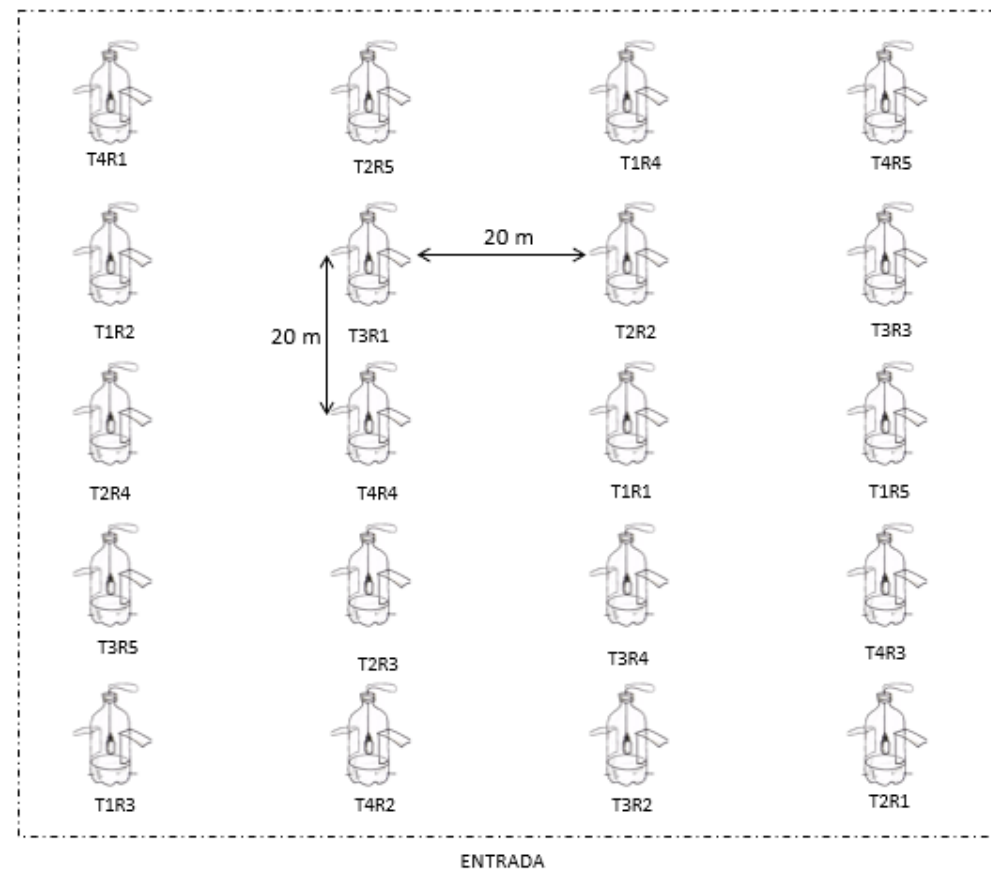 T4R1 T2R5 T1R4 T4R5
20 m
T1R2 T3R1 T2R2 T3R3
20 m
T2R4 T4R4 T1R1 T1R5
T3R5 T2R3 T3R4 T4R3
T1R3 T4R2 T3R2 T2R1
ENTRADA